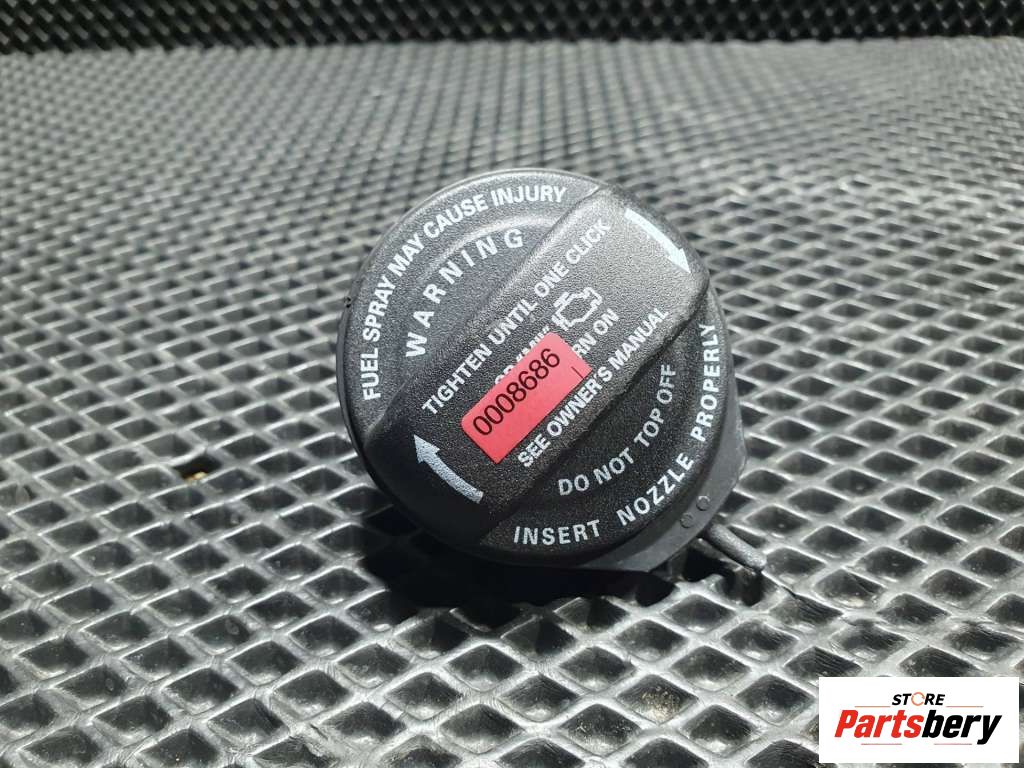 FUEL SPRAY MAY CAUSE INJURY
WARNING
TIGHTEN UNTIL ONE CLICK
ON
SEE OWNER'S MANUAL
0008686
DO NOT TOP OFF
INSERT NOZZLE PROPERLY
STORE
Partsbery